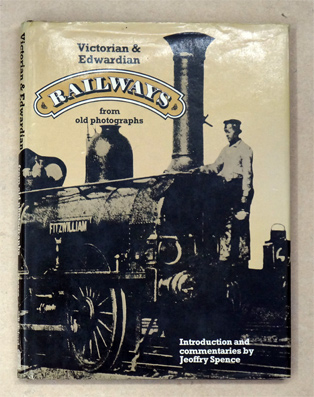 Victorian &
Edwardian
RAILWAYS
from
old photographs
FITZWILLIAM
Introduction and
commentaries by
Jeoffry Spence
Victorian & Edwardian